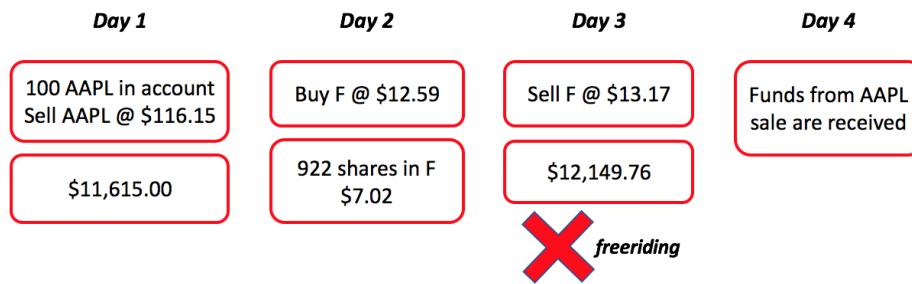 Day 1
100 AAPL in account
Sell AAPL @ $116.15
$11,615.00
Day 2
Buy F @ $12.59
922 shares in F
$7.02
Day 3
Sell F @ $13.17
$12,149.76
freeriding
Day 4
Funds from AAPL
sale are received